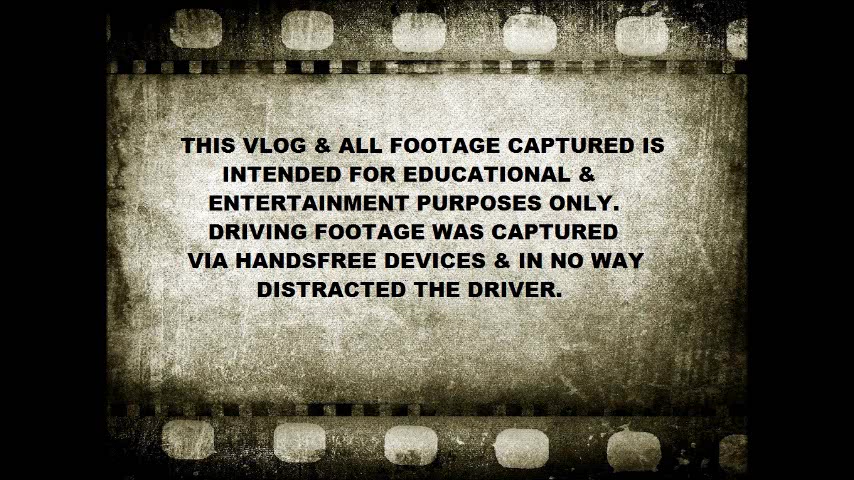 THIS VLOG & ALL FOOTAGE CAPTURED IS
INTENDED FOR EDUCATIONAL &
ENTERTAINMENT PURPOSES ONLY.
DRIVING FOOTAGE WAS CAPTURED
VIA HANDSFREE DEVICES & IN NO WAY
DISTRACTED THE DRIVER.